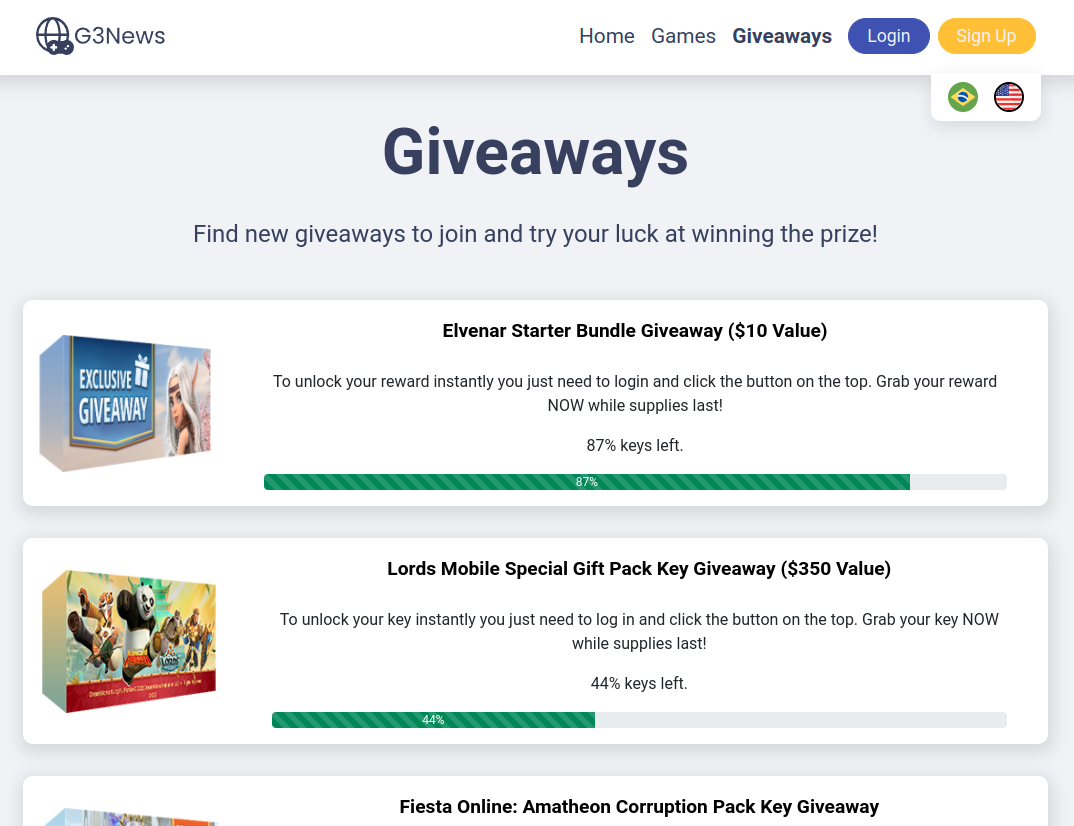 G3News
Home Games Giveaways Login Sign Up
Giveaways
Find new giveaways to join and try your luck at winning the prize!
EXCLUSIVE
GIVEAWAY
Elvenar Starter Bundle Giveaway ($10 Value)
To unlock your reward instantly you just need to login and click the button on the top. Grab your reward
NOW while supplies last!
87% keys left.
87%
Lords Mobile Special Gift Pack Key Giveaway ($350 Value)
To unlock your key instantly you just need to log in and click the button on the top. Grab your key NOW
while supplies last!
44% keys left.
44%
Fiesta Online: Amatheon Corruption Pack Key Giveaway